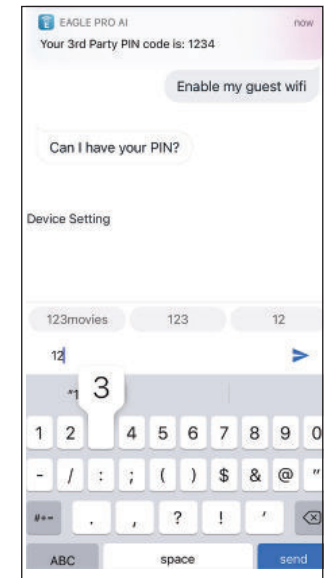 EAGLE PRO AI now
Your 3rd Party PIN code is: 1234
Enable my guest wifi
Can I have your PIN?
Device Setting
123movies 123 12
12
"1 3
1 2 4 5 6 7 8 9 0
- / : ; ( ) $ & @ "
#+= . , ? ! '
ABC space send